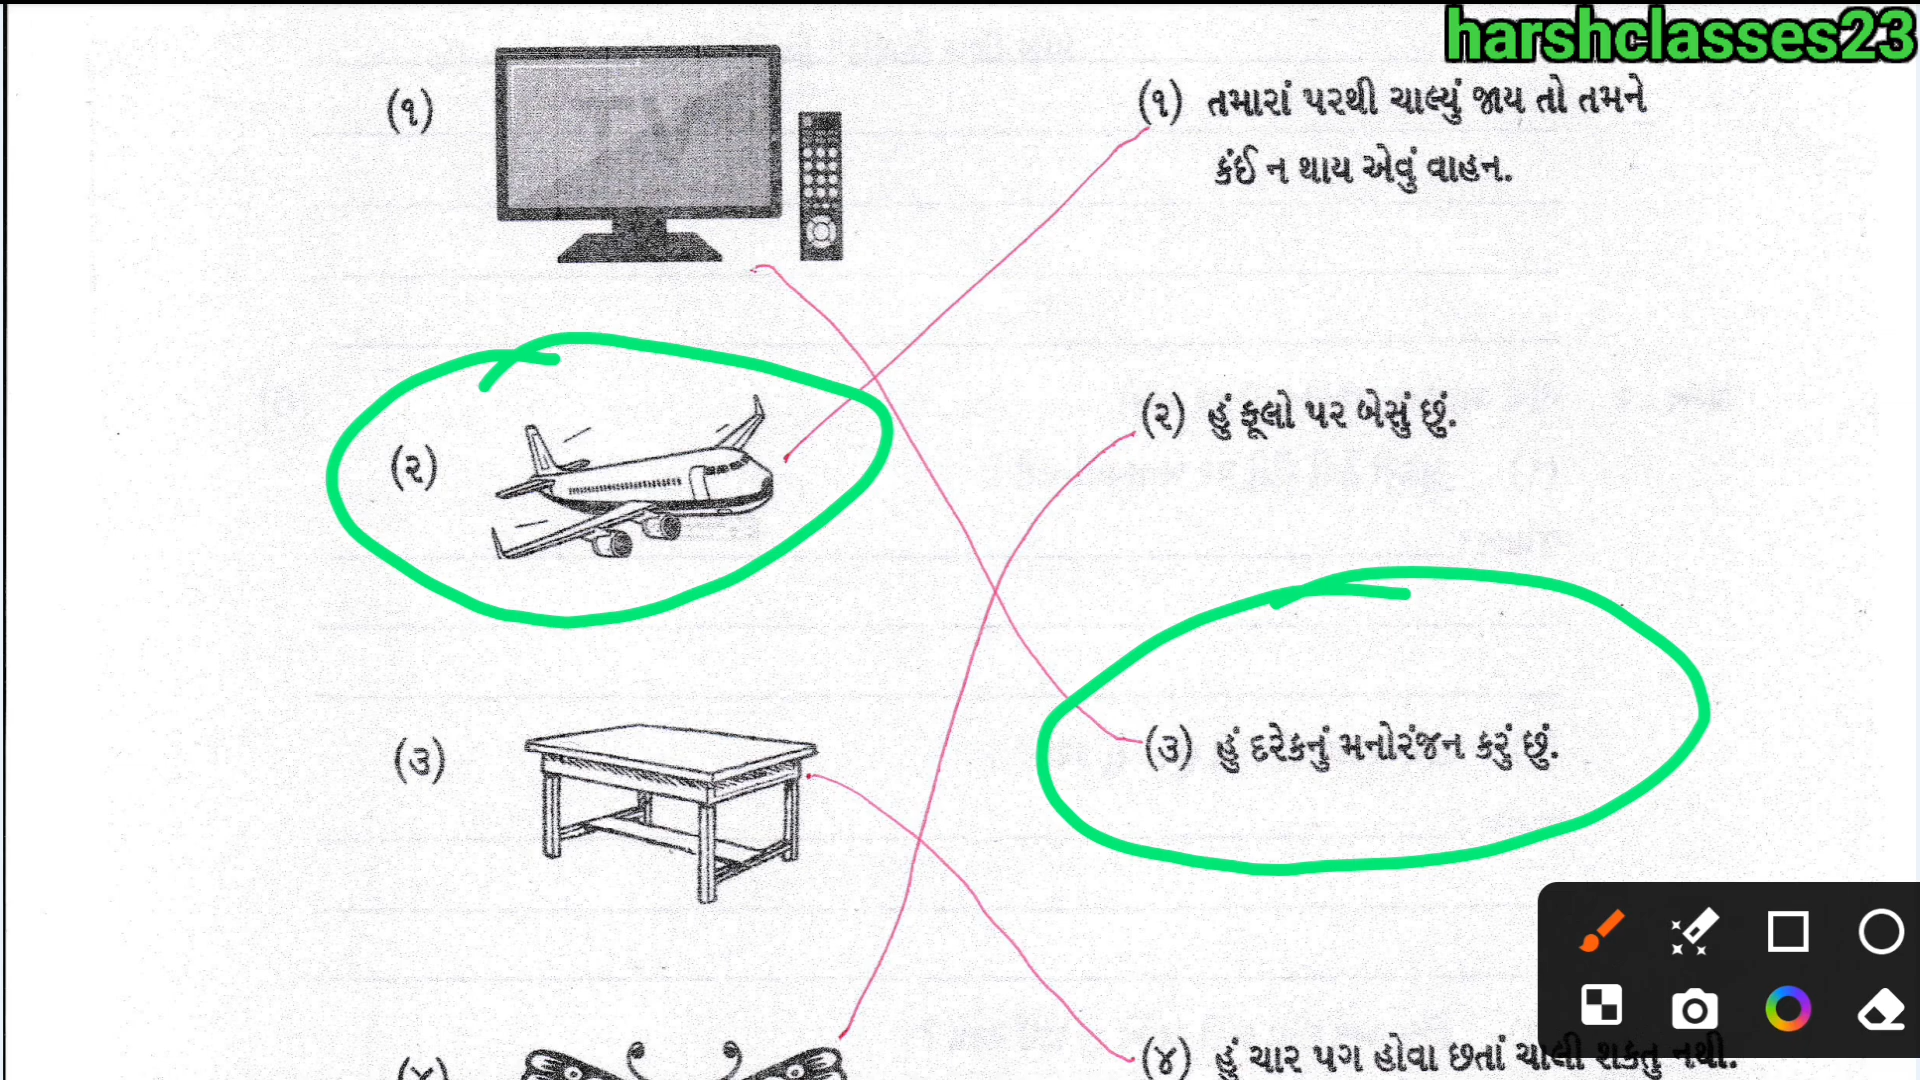 harshclasses23
(૧)
(૧) તમારાં પરથી ચાલ્યું જાય તો તમને
કંઈ ન થાય એવું વાહન.
(૨)
(૨) હું ફૂલો પર બેસું છું.
(૩)
(૩) હું દરેકનું મનોરંજન કરું છું.
(૪)
(૪) હું ચાર પગ હોવા છતાં ચાલી શકતુ નથી.